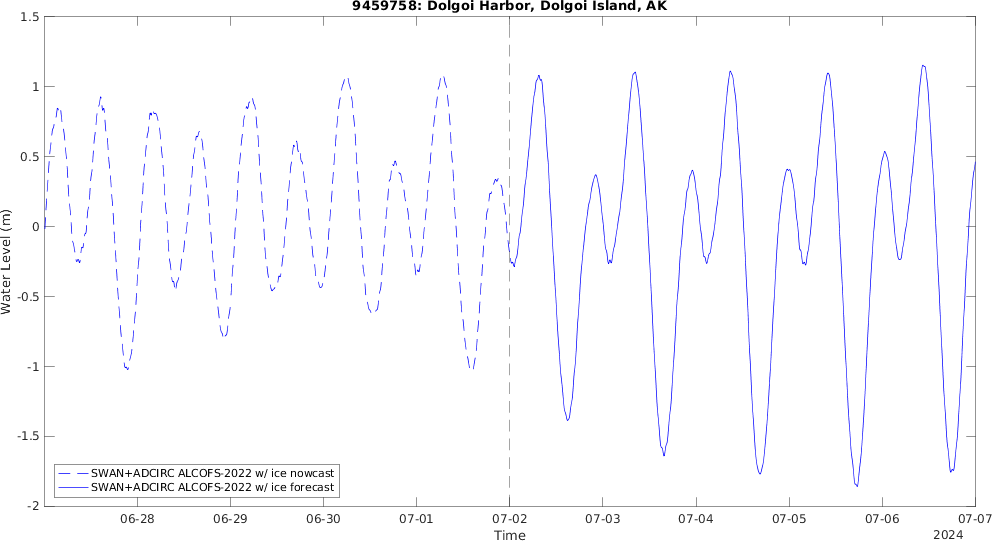 9459758: Dolgoi Harbor, Dolgoi Island, AK
1.5
1
0.5
0
-0.5
-1
-1.5
-2
Water Level (m)
SWAN+ADCIRC ALCOFS-2022 w/ ice nowcast
SWAN+ADCIRC ALCOFS-2022 w/ ice forecast
06-28 06-29 06-30 07-01 07-02 07-03 07-04 07-05 07-06 07-07
Time
2024